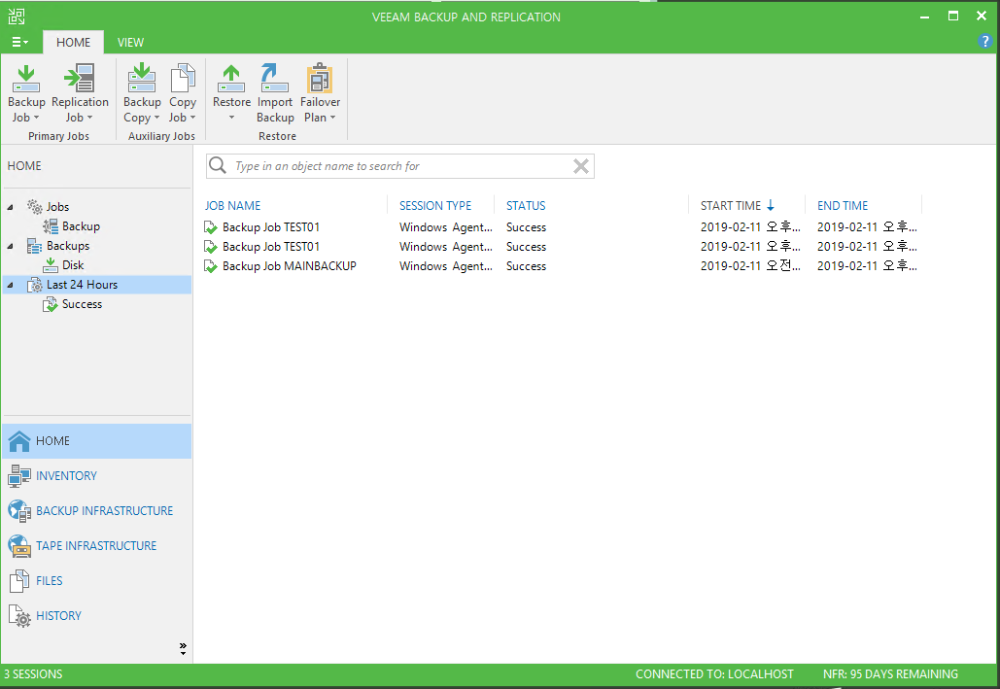 VEEAM BACKUP AND REPLICATION
HOME VIEW
?
Backup Job
Replication Job
Backup Copy
Copy Job
Restore
Import Backup
Failover Plan
Primary Jobs
Auxiliary Jobs
Restore
HOME
Jobs
Backup
Backups
Disk
Last 24 Hours
Success
HOME
INVENTORY
BACKUP INFRASTRUCTURE
TAPE INFRASTRUCTURE
FILES
HISTORY
Type in an object name to search for
JOB NAME SESSION TYPE STATUS START TIME END TIME
Backup Job TEST01 Windows Agent... Success 2019-02-11 오후... 2019-02-11 오후...
Backup Job TEST01 Windows Agent... Success 2019-02-11 오후... 2019-02-11 오후...
Backup Job MAINBACKUP Windows Agent... Success 2019-02-11 오전... 2019-02-11 오후...
3 SESSIONS CONNECTED TO: LOCALHOST NFR: 95 DAYS REMAINING